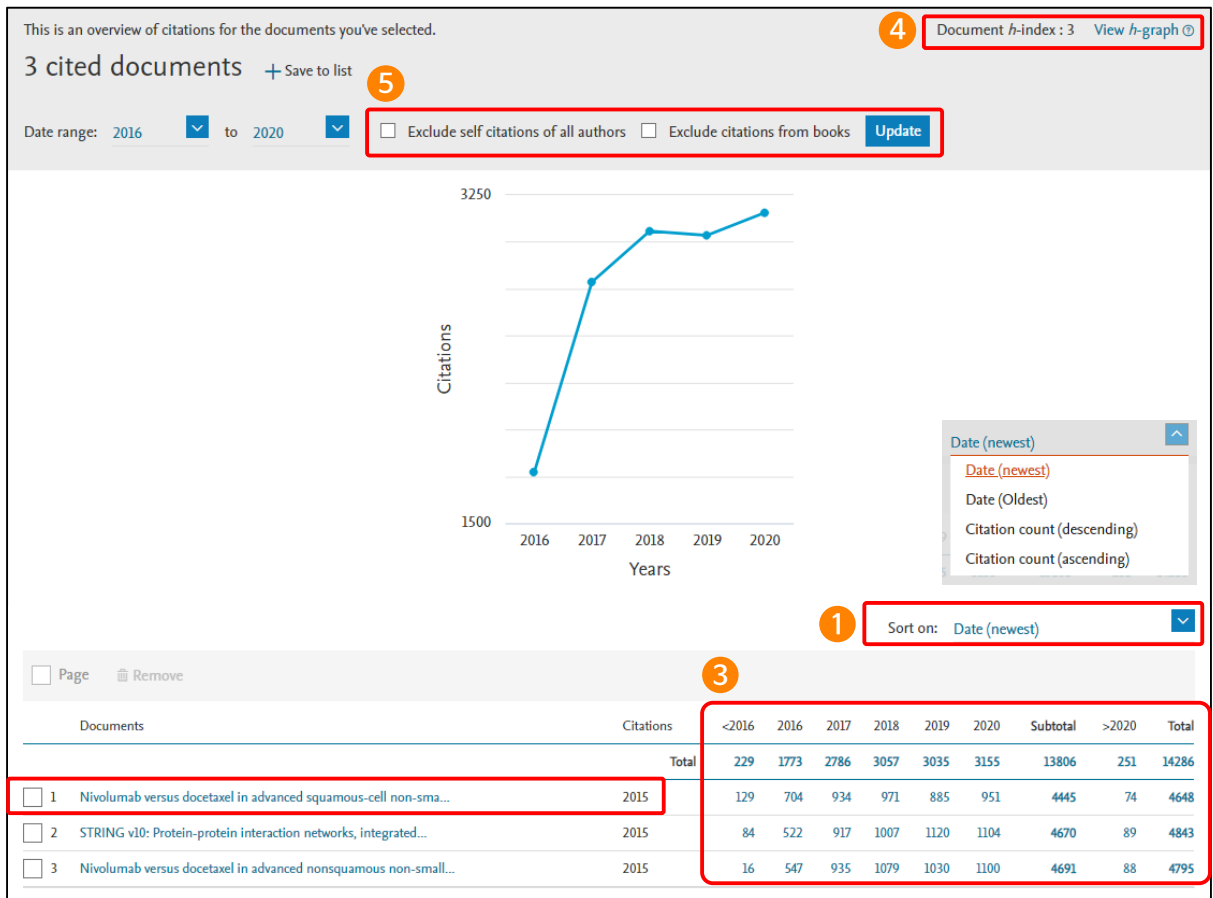 This is an overview of citations for the documents you've selected.
4 Document h-index : 3 View h-graph ?
3 cited documents + Save to list
5
Date range: 2016 to 2020 Exclude self citations of all authors Exclude citations from books Update
3250
Citations
1500
2016 2017 2018 2019 2020
Years
Date (newest)
Date (newest)
Date (Oldest)
Citation count (descending)
Citation count (ascending)
1 Sort on: Date (newest)
Page Remove
3
Documents Citations <2016 2016 2017 2018 2019 2020 Subtotal >2020 Total
Total 229 1773 2786 3057 3035 3155 13806 251 14286
1 Nivolumab versus docetaxel in advanced squamous-cell non-sma... 2015 129 704 934 971 885 951 4445 74 4648
2 STRING v10: Protein-protein interaction networks, integrated... 2015 84 522 917 1007 1120 1104 4670 89 4843
3 Nivolumab versus docetaxel in advanced nonsquamous non-small... 2015 16 547 935 1079 1030 1100 4691 88 4795